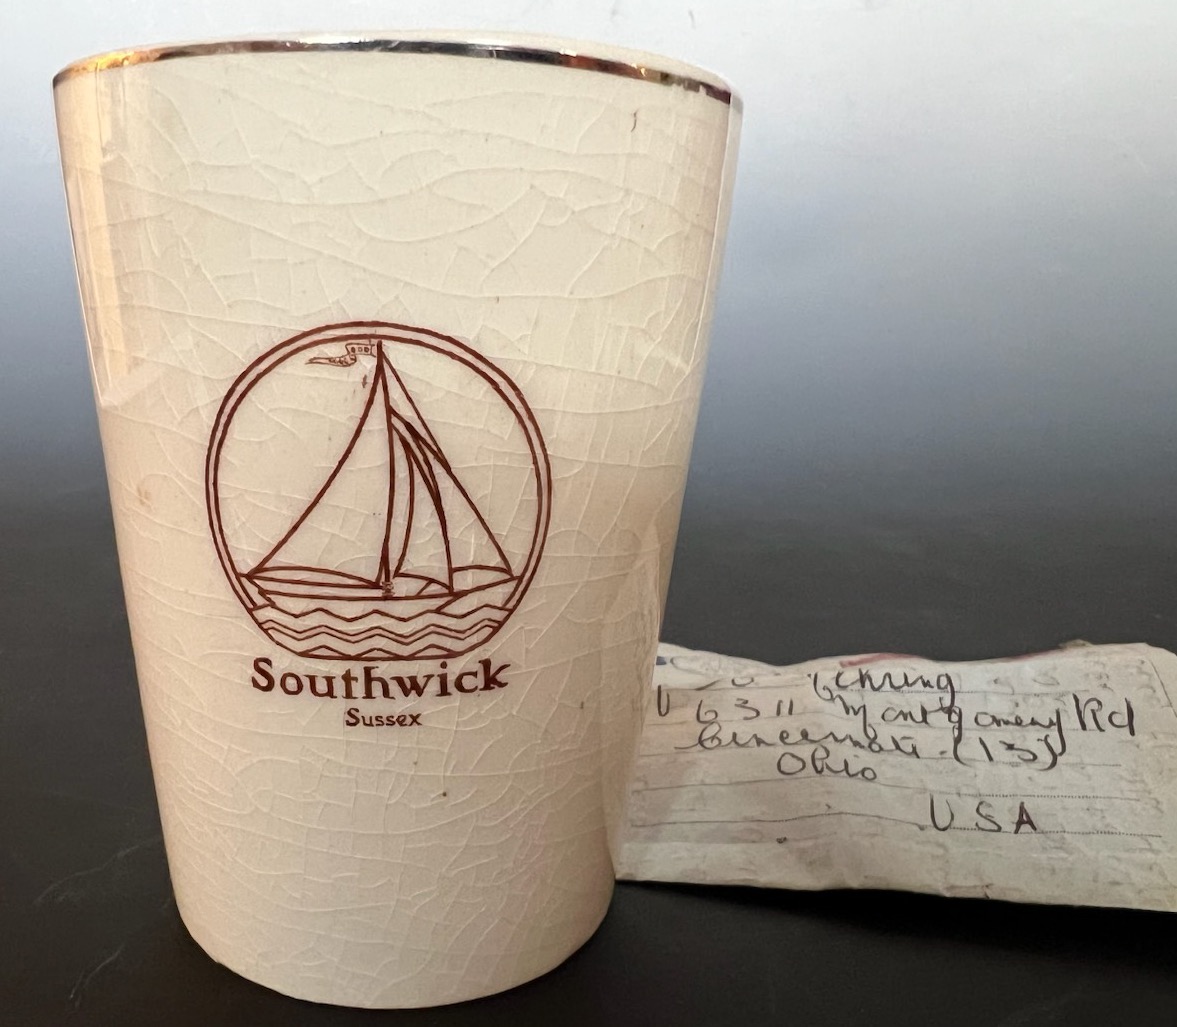 Southwick
Sussex
6311 Montgomery Rd
Cincinnati (13)
Ohio
USA